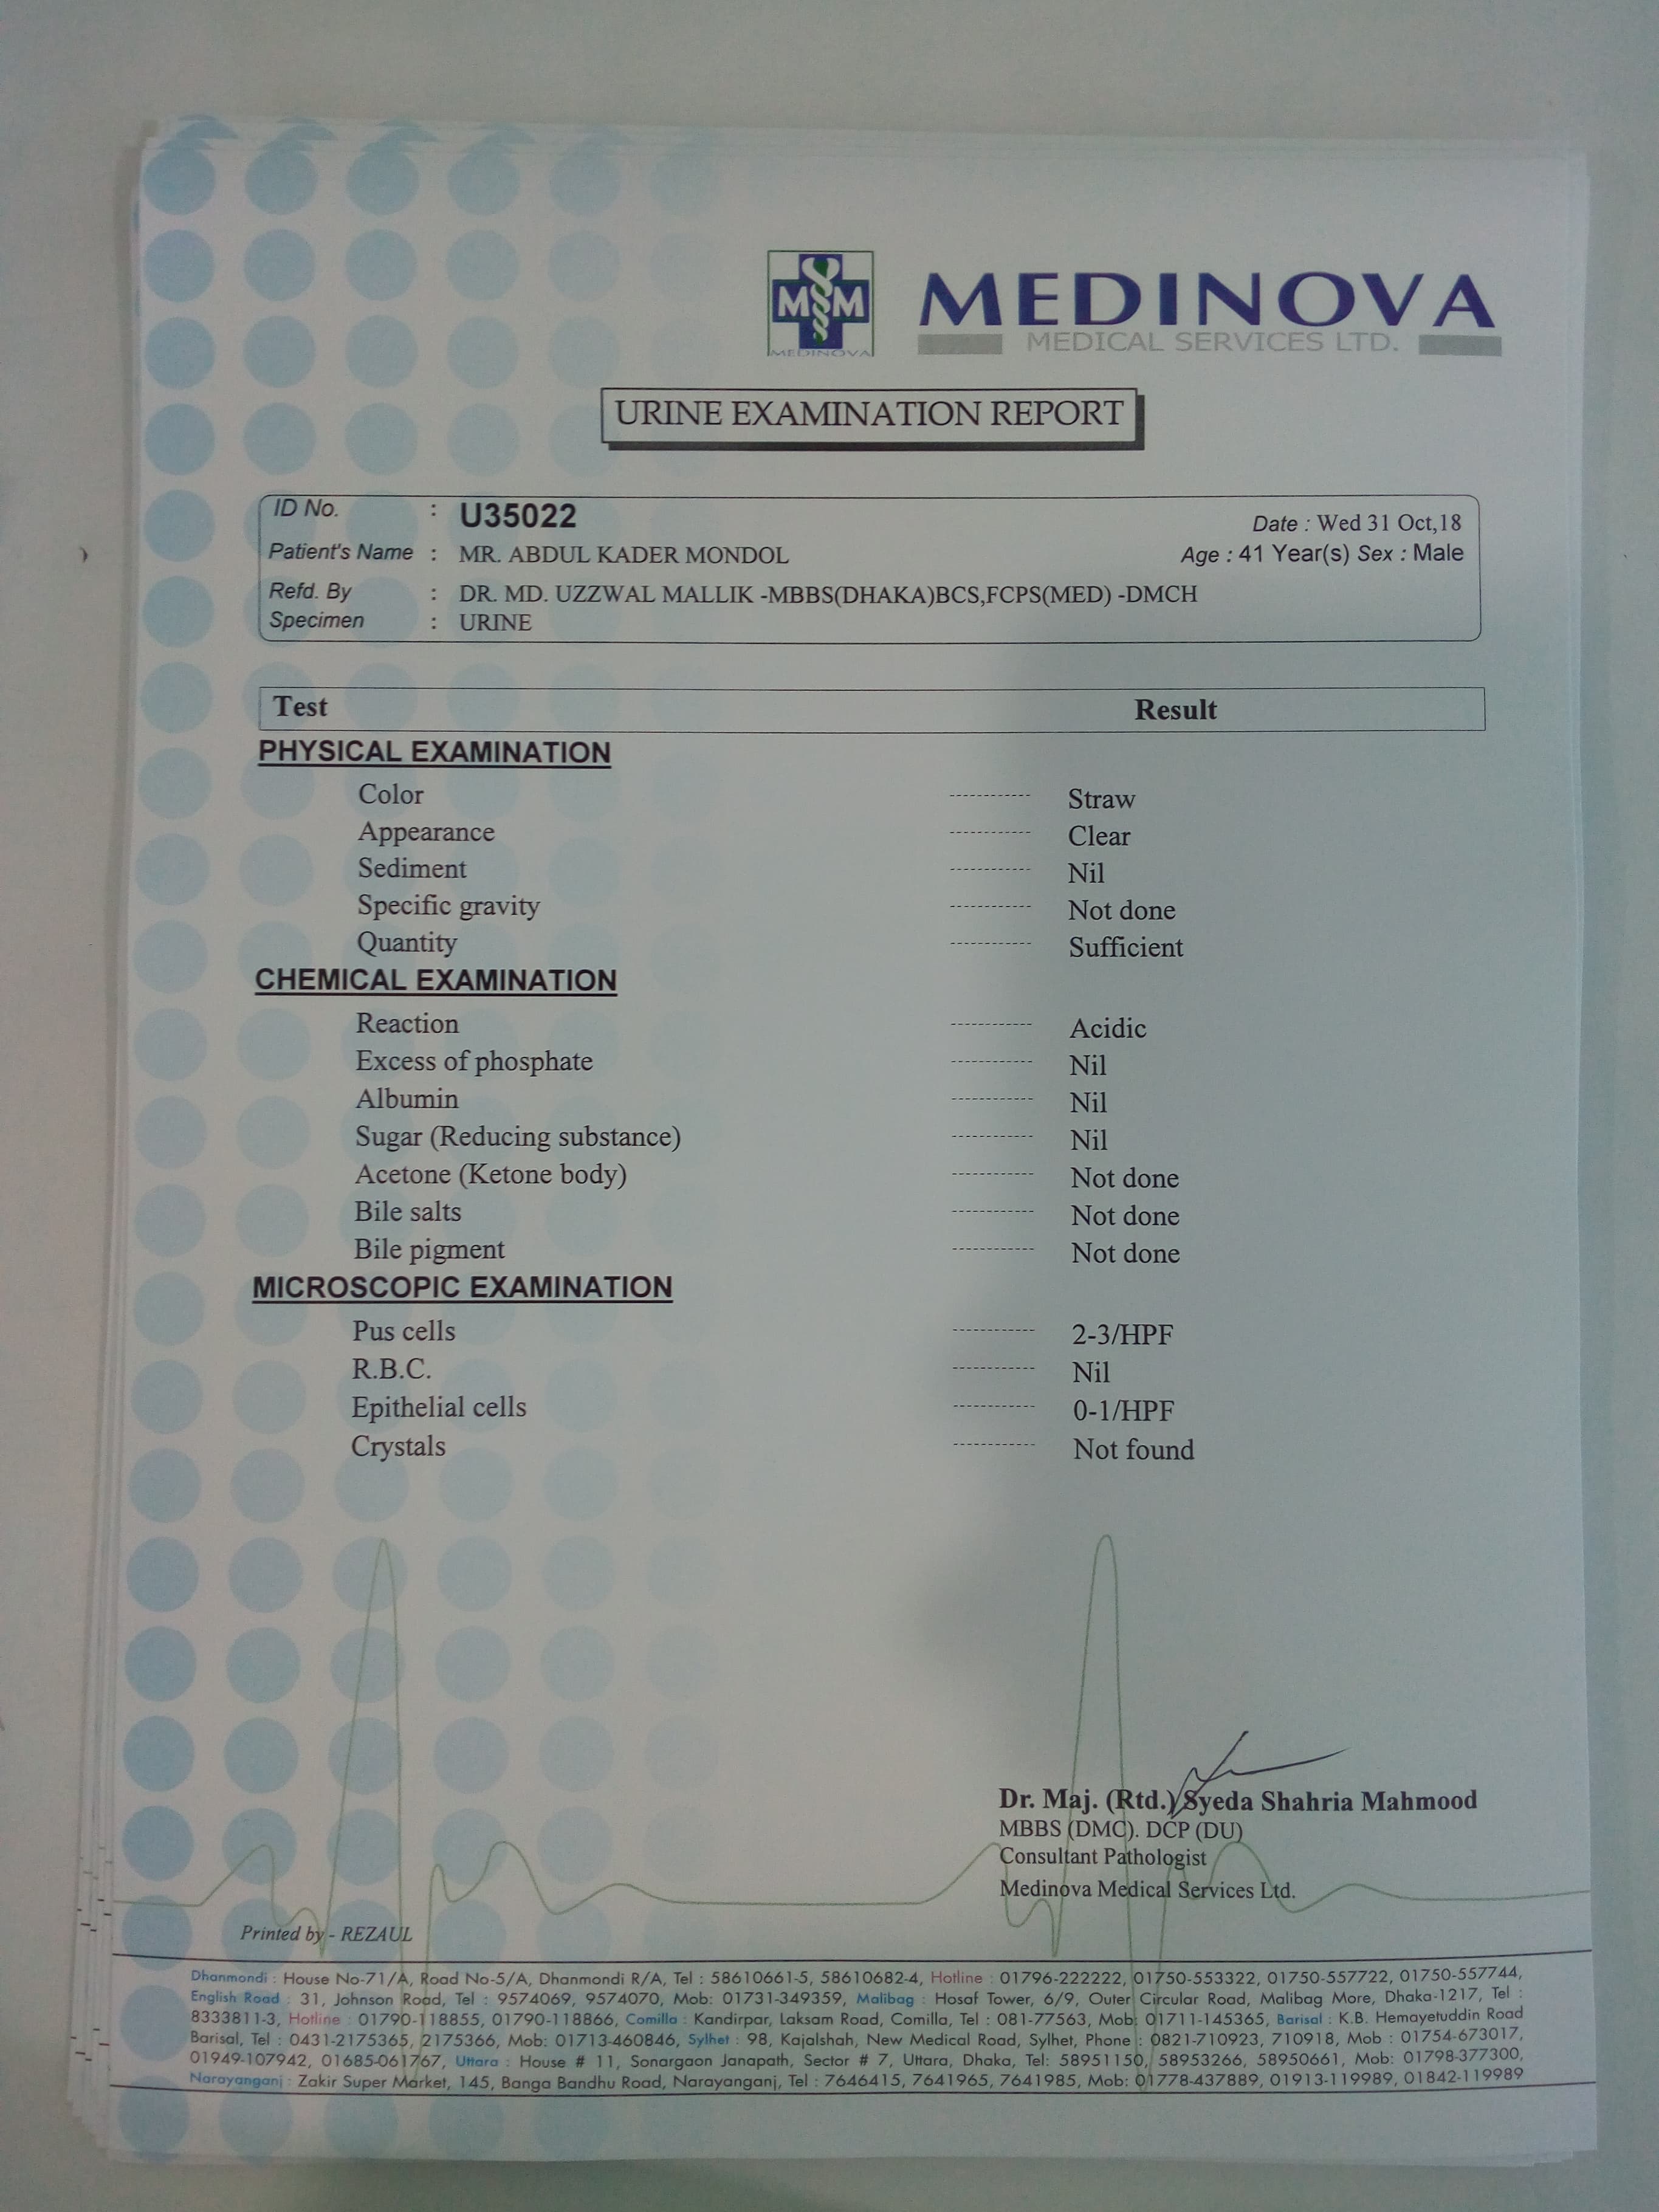 M M
MEDINOVA
MEDINOVA
MEDICAL SERVICES LTD.
URINE EXAMINATION REPORT
ID No. : U35022 Date : Wed 31 Oct,18
Patient's Name : MR. ABDUL KADER MONDOL Age : 41 Year(s) Sex : Male
Refd. By : DR. MD. UZZWAL MALLIK -MBBS(DHAKA)BCS,FCPS(MED) -DMCH
Specimen : URINE
Test Result
PHYSICAL EXAMINATION
Color ----------- Straw
Appearance ----------- Clear
Sediment ----------- Nil
Specific gravity ----------- Not done
Quantity ----------- Sufficient
CHEMICAL EXAMINATION
Reaction ----------- Acidic
Excess of phosphate ----------- Nil
Albumin ----------- Nil
Sugar (Reducing substance) ----------- Nil
Acetone (Ketone body) ----------- Not done
Bile salts ----------- Not done
Bile pigment ----------- Not done
MICROSCOPIC EXAMINATION
Pus cells ----------- 2-3/HPF
R.B.C. ----------- Nil
Epithelial cells ----------- 0-1/HPF
Crystals ----------- Not found
Dr. Maj. (Rtd.) Syeda Shahria Mahmood
MBBS (DMC). DCP (DU)
Consultant Pathologist
Medinova Medical Services Ltd.
Printed by - REZAUL
Dhanmondi : House No-71/A, Road No-5/A, Dhanmondi R/A, Tel : 58610661-5, 58610682-4, Hotline : 01796-222222, 01750-553322, 01750-557722, 01750-557744,
English Road : 31, Johnson Road, Tel : 9574069, 9574070, Mob: 01731-349359, Malibag : Hosaf Tower, 6/9, Outer Circular Road, Malibag More, Dhaka-1217, Tel :
8333811-3, Hotline : 01790-118855, 01790-118866, Comilla : Kandirpar, Laksam Road, Comilla, Tel : 081-77563, Mob: 01711-145365, Barisal : K.B. Hemayetuddin Road
Barisal, Tel : 0431-2175365, 2175366, Mob: 01713-460846, Sylhet : 98, Kajalshah, New Medical Road, Sylhet, Phone : 0821-710923, 710918, Mob : 01754-673017,
01949-107942, 01685-061767, Uttara : House # 11, Sonargaon Janapath, Sector # 7, Uttara, Dhaka, Tel: 58951150, 58953266, 58950661, Mob: 01798-377300,
Narayanganj : Zakir Super Market, 145, Banga Bandhu Road, Narayanganj, Tel : 7646415, 7641965, 7641985, Mob: 01778-437889, 01913-119989, 01842-119989